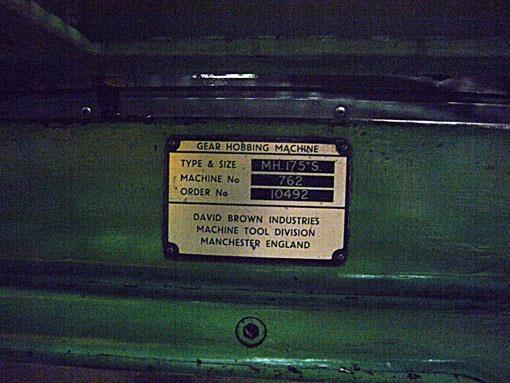 GEAR HOBBING MACHINE
TYPE & SIZE MH.175"S.
MACHINE No 762
ORDER No 10492
DAVID BROWN INDUSTRIES
MACHINE TOOL DIVISION
MANCHESTER ENGLAND